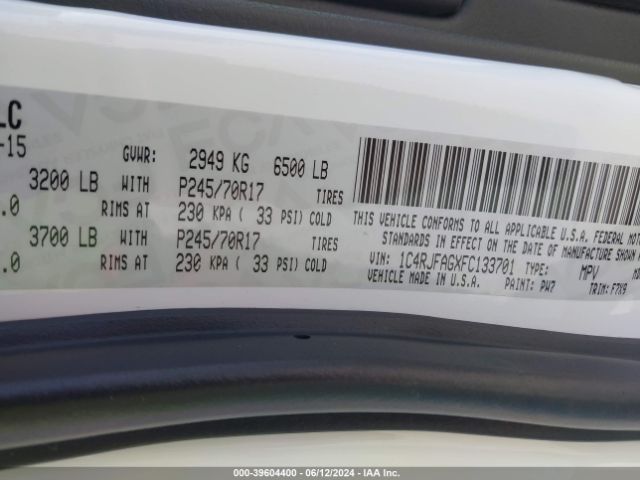 LC
-15
GVWR: 2949 KG 6500 LB
3200 LB WITH P245/70R17 TIRES
.0 RIMS AT 230 KPA ( 33 PSI) COLD
3700 LB WITH P245/70R17 TIRES
.0 RIMS AT 230 KPA ( 33 PSI) COLD
THIS VEHICLE CONFORMS TO ALL APPLICABLE U.S.A. FEDERAL MOT
STANDARDS IN EFFECT ON THE DATE OF MANUFACTURE SHOWN A
VIN: 1C4RJFAGXFC133701 TYPE: MPV
VEHICLE MADE IN U.S.A. PAINT: PW7 TRIM: F7X9
000-39604400 - 06/12/2024 - IAA Inc.